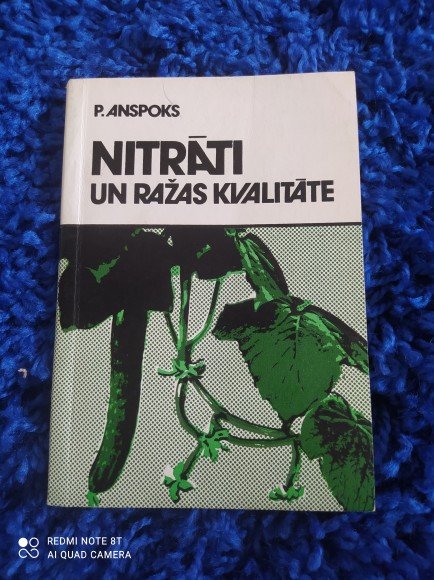 P. ANSPOKS
NITRĀTI
UN RAŽAS KVALITĀTE
REDMI NOTE 8T
AI QUAD CAMERA